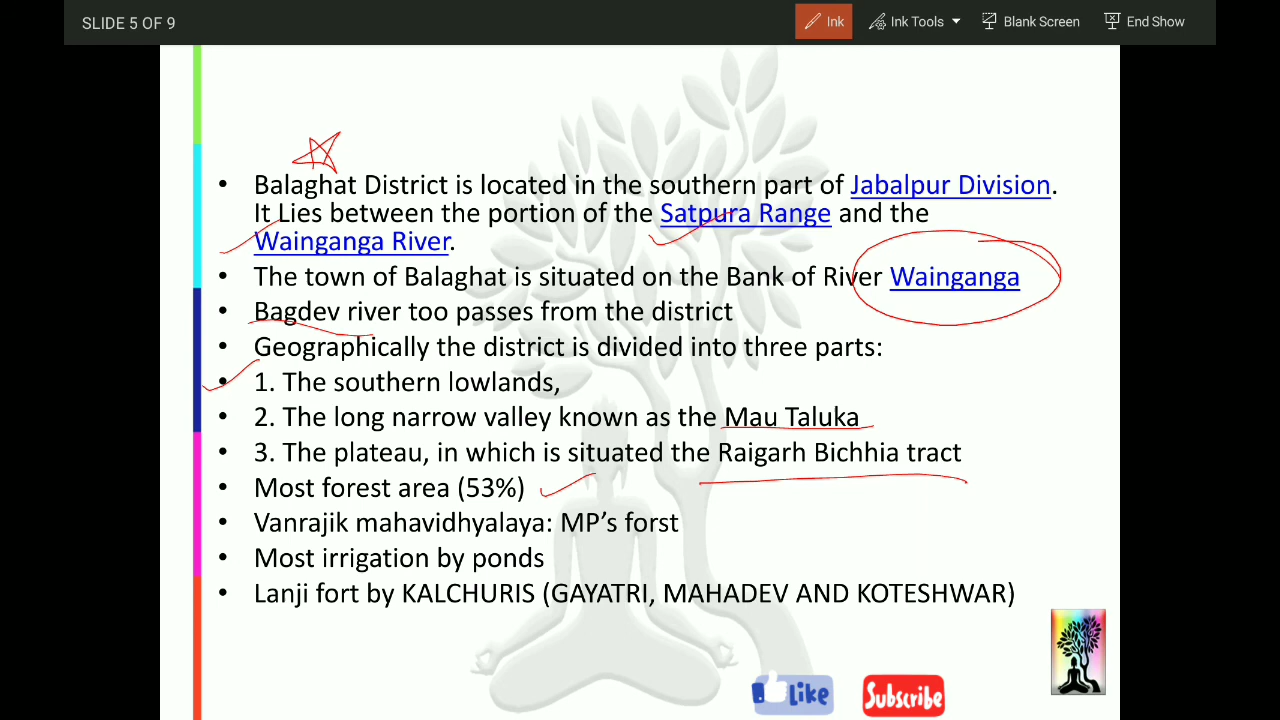 SLIDE 5 OF 9
Ink
Ink Tools
Blank Screen
End Show
• Balaghat District is located in the southern part of Jabalpur Division.
It Lies between the portion of the Satpura Range and the
Wainganga River.
• The town of Balaghat is situated on the Bank of River Wainganga
• Bagdev river too passes from the district
• Geographically the district is divided into three parts:
• 1. The southern lowlands,
• 2. The long narrow valley known as the Mau Taluka
• 3. The plateau, in which is situated the Raigarh Bichhia tract
• Most forest area (53%)
• Vanrajik mahavidhyalaya: MP’s forst
• Most irrigation by ponds
• Lanji fort by KALCHURIS (GAYATRI, MAHADEV AND KOTESHWAR)
Like
Subscribe